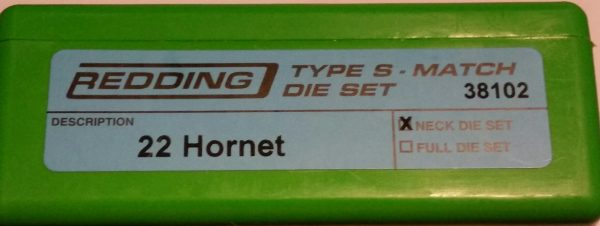 REDDING TYPE S - MATCH
DIE SET 38102
DESCRIPTION
22 Hornet
X NECK DIE SET
FULL DIE SET